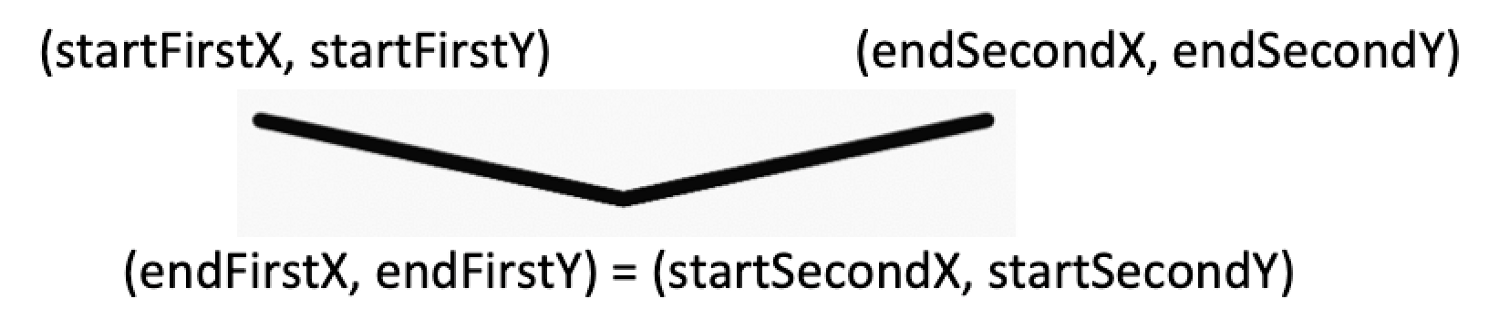 (startFirstX, startFirstY)
(endSecondX, endSecondY)
(endFirstX, endFirstY) = (startSecondX, startSecondY)